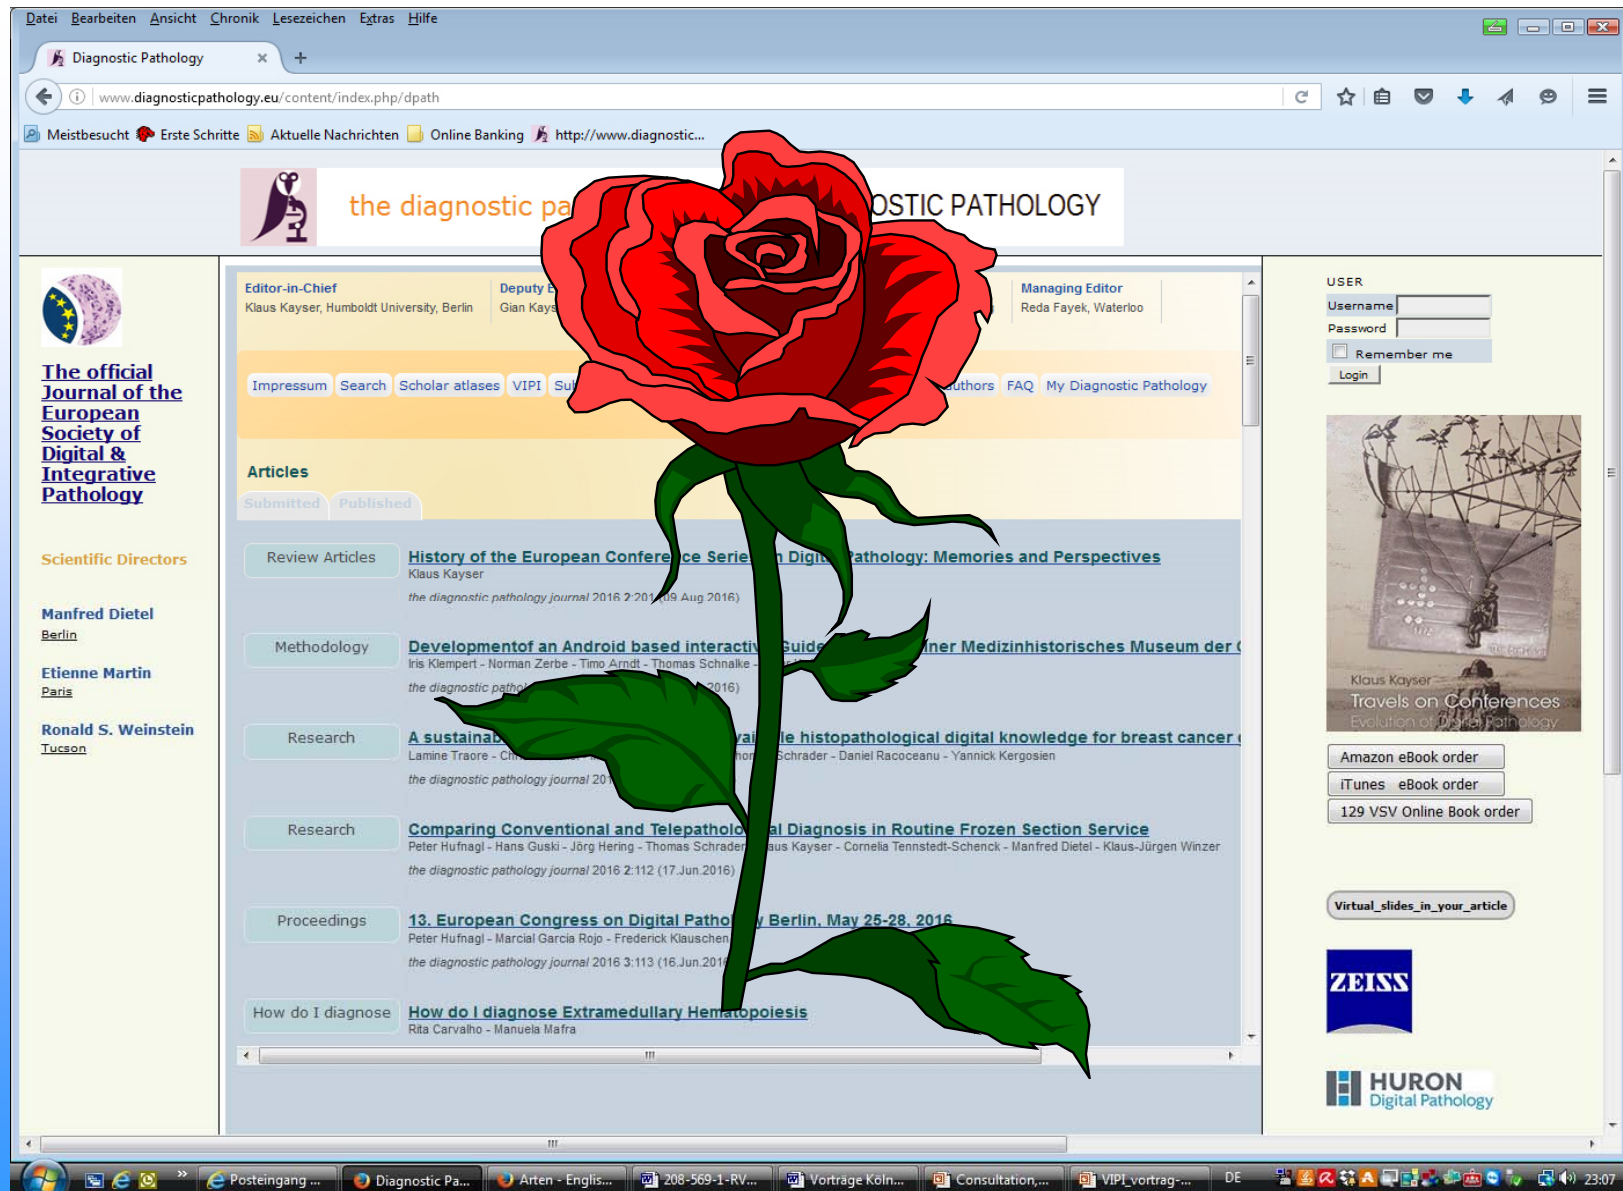 Datei Bearbeiten Ansicht Chronik Lesezeichen Extras Hilfe
Diagnostic Pathology
www.diagnosticpathology.eu/content/index.php/dpath
Meistbesucht Erste Schritte Aktuelle Nachrichten Online Banking http://www.diagnostic...
the diagnostic pa OSTIC PATHOLOGY
The official
Journal of the
European
Society of
Digital &
Integrative
Pathology
Scientific Directors
Manfred Dietel
Berlin
Etienne Martin
Paris
Ronald S. Weinstein
Tucson
Editor-in-Chief
Klaus Kayser, Humboldt University, Berlin
Deputy E
Gian Kays
Managing Editor
Reda Fayek, Waterloo
Impressum Search Scholar atlases VIPI Sub uthors FAQ My Diagnostic Pathology
Articles
Submitted Published
Review Articles
History of the European Conference Serie n Digit Pathology: Memories and Perspectives
Klaus Kayser
the diagnostic pathology journal 2016 2:201 (09.Aug 2016)
Methodology
Developmentof an Android based interactiv Guide iner Medizinhistorisches Museum der
Iris Klempert - Norman Zerbe - Timo Arndt - Thomas Schnalke -
the diagnostic pathol 2016)
Research
A sustainab vai le histopathological digital knowledge for breast cancer
Lamine Traore - Ch Schrader - Daniel Racoceanu - Yannick Kergosien
the diagnostic pathology journal 201
Research
Comparing Conventional and Telepatholo al Diagnosis in Routine Frozen Section Service
Peter Hufnagl - Hans Guski - Jörg Hering - Thomas Schrader aus Kayser - Cornelia Tennstedt-Schenck - Manfred Dietel - Klaus-Jürgen Winzer
the diagnostic pathology journal 2016 2:112 (17.Jun.2016)
Proceedings
13. European Congress on Digital Patho y Berlin, May 25-28, 2016
Peter Hufnagl - Marcial Garcia Rojo - Frederick Klauschen
the diagnostic pathology journal 2016 3:113 (16.Jun.2016
How do I diagnose
How do I diagnose Extramedullary Hematopoiesis
Rita Carvalho - Manuela Mafra
USER
Username
Password
Remember me
Login
Klaus Kayser
Travels on Conferences
Evolution of Digital Pathology
Amazon eBook order
iTunes eBook order
129 VSV Online Book order
Virtual_slides_in_your_article
ZEISS
HURON
Digital Pathology
Posteingang ... Diagnostic Pa... Arten - Englis... 208-569-1-RV... Vorträge Köln... Consultation,... VIPI_vortrag-... DE 23:07